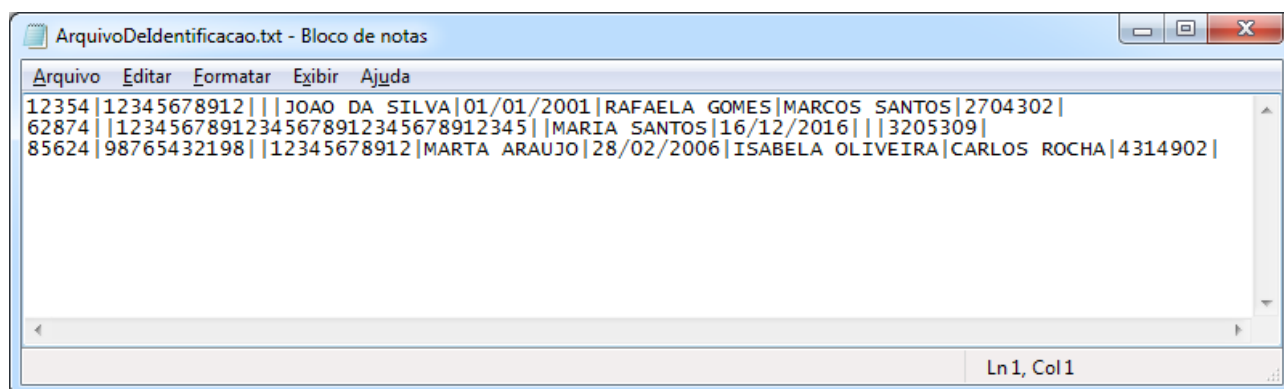 ArquivoDeIdentificacao.txt - Bloco de notas
Arquivo Editar Formatar Exibir Ajuda
12354|12345678912|||JOAO DA SILVA|01/01/2001|RAFAELA GOMES|MARCOS SANTOS|2704302|
62874||12345678912345678912345678912345||MARIA SANTOS|16/12/2016|||3205309|
85624|98765432198||12345678912|MARTA ARAUJO|28/02/2006|ISABELA OLIVEIRA|CARLOS ROCHA|4314902|
Ln 1, Col 1